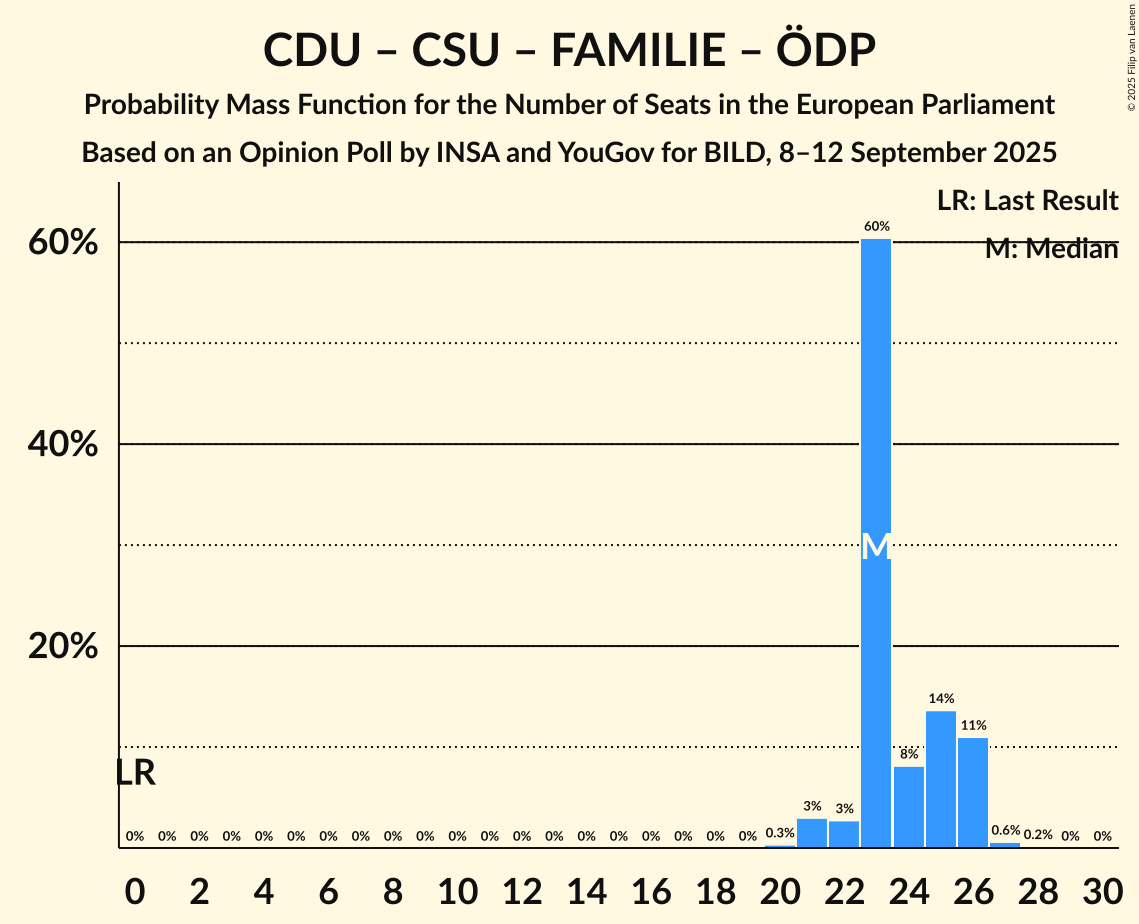 CDU – CSU – FAMILIE – ÖDP
Probability Mass Function for the Number of Seats in the European Parliament
Based on an Opinion Poll by INSA and YouGov for BILD, 8–12 September 2025
© 2025 Filip van Laenen
LR: Last Result
M: Median
60%
40%
20%
60%
M
14%
11%
8%
LR
3%
3%
0% 0% 0% 0% 0% 0% 0% 0% 0% 0% 0% 0% 0% 0% 0% 0% 0% 0% 0% 0% 0.3% 0.6% 0.2% 0% 0%
0 2 4 6 8 10 12 14 16 18 20 22 24 26 28 30